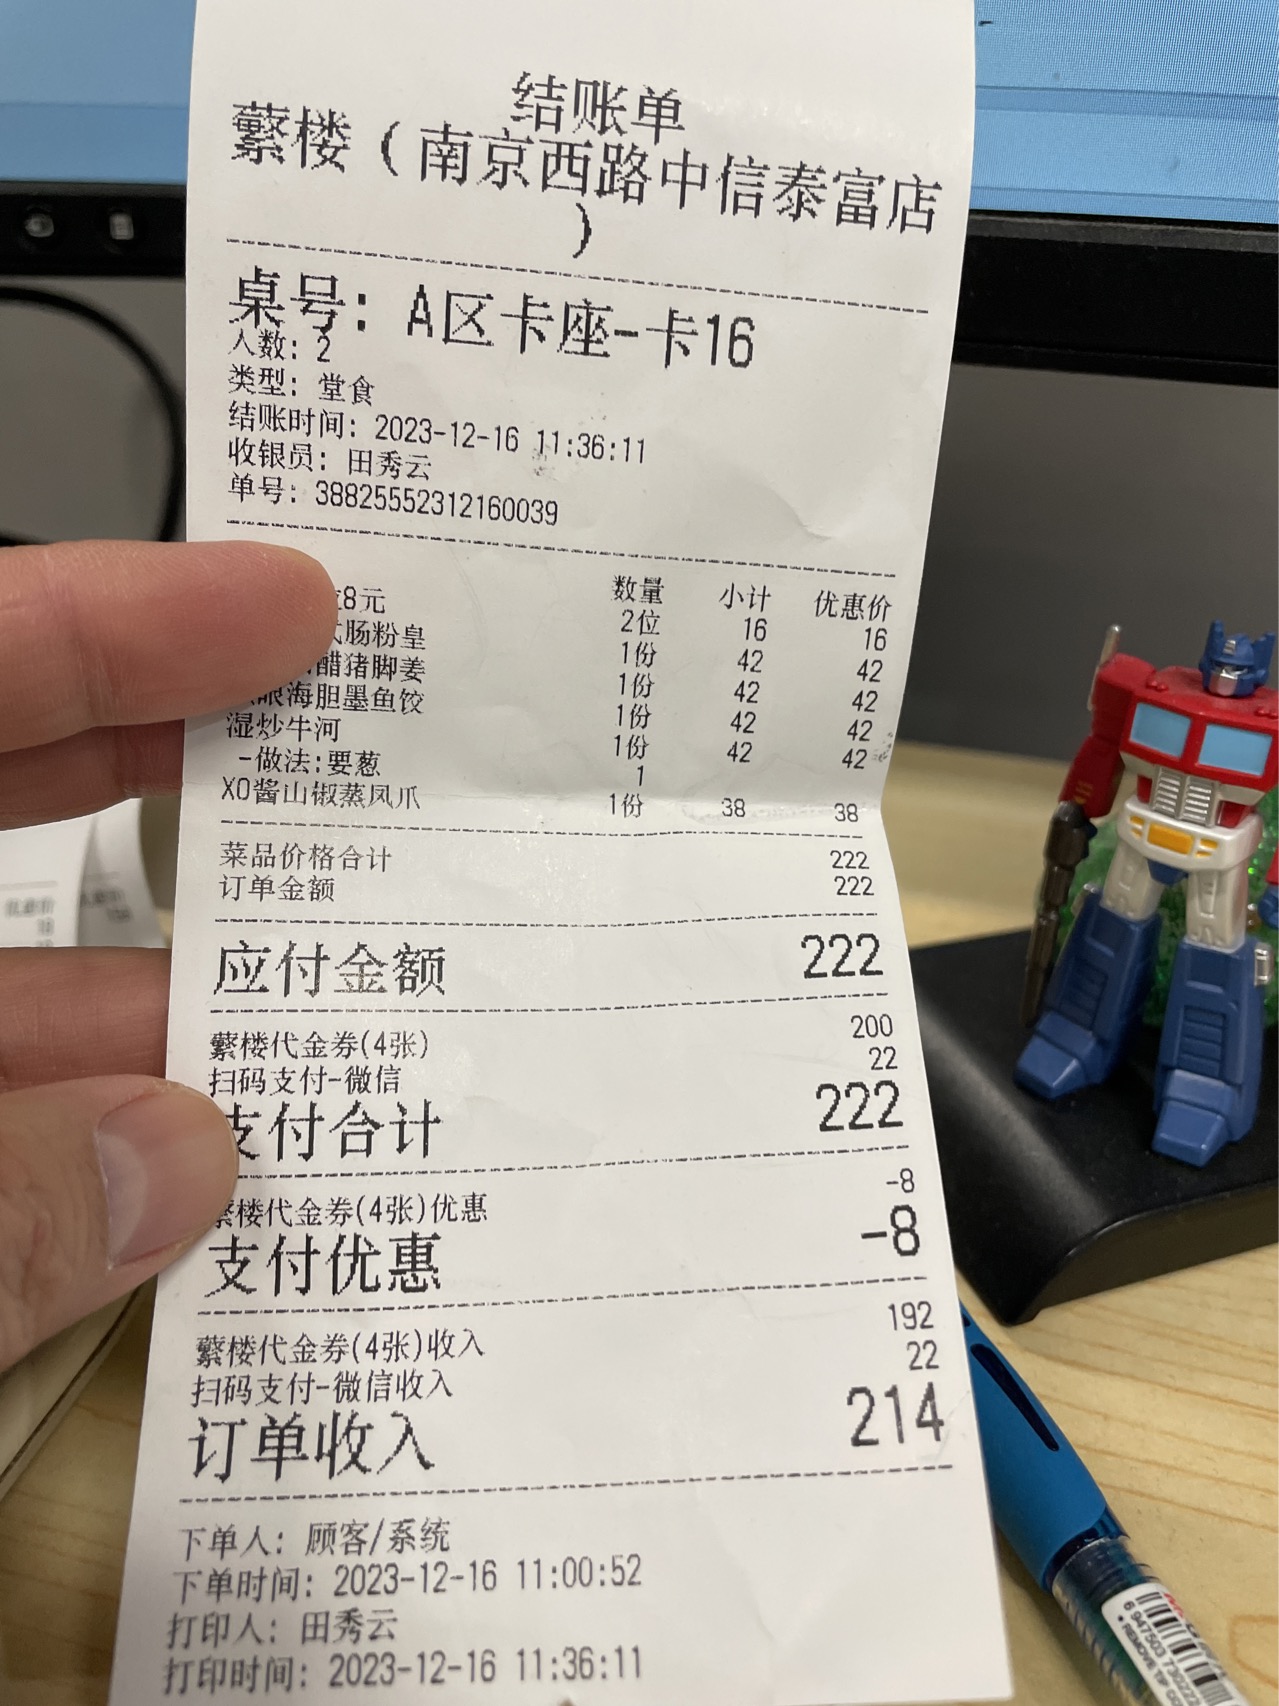 结账单
蘩楼（南京西路中信泰富店
）
桌号：A区卡座-卡16
人数：2
类型：堂食
结账时间：2023-12-16 11:36:11
收银员：田秀云
单号：38825552312160039
数量 小计 优惠价
8元 2位 16 16
肠粉皇 1份 42 42
醋猪脚姜 1份 42 42
海胆墨鱼饺 1份 42 42
湿炒牛河 1份 42 42
-做法:要葱 1
XO酱山椒蒸凤爪 1份 38 38
菜品价格合计 222
订单金额 222
应付金额 222
蘩楼代金券(4张) 200
扫码支付-微信 22
支付合计 222
蘩楼代金券(4张)优惠 -8
支付优惠 -8
蘩楼代金券(4张)收入 192
扫码支付-微信收入 22
订单收入 214
下单人：顾客/系统
下单时间：2023-12-16 11:00:52
打印人：田秀云
打印时间：2023-12-16 11:36:11